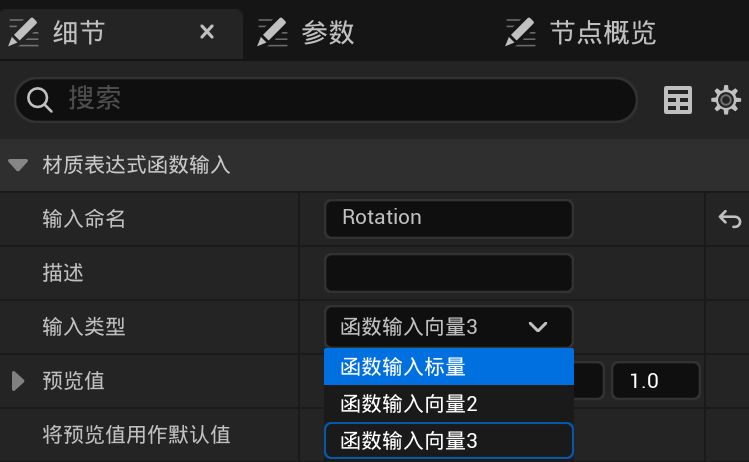 细节 × 参数 节点概览
搜索
材质表达式函数输入
输入命名 Rotation
描述
输入类型 函数输入向量3
函数输入标量
预览值 1.0
函数输入向量2
将预览值用作默认值 函数输入向量3